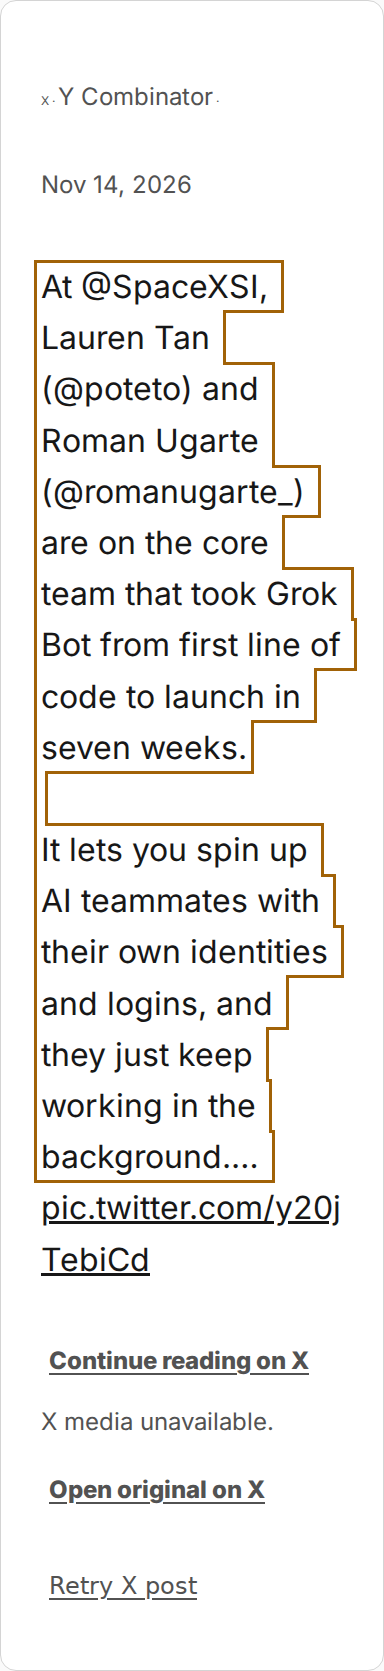 X · Y Combinator ·
Nov 14, 2026
At @SpaceXSI,
Lauren Tan
(@poteto) and
Roman Ugarte
(@romanugarte_)
are on the core
team that took Grok
Bot from first line of
code to launch in
seven weeks.
It lets you spin up
AI teammates with
their own identities
and logins, and
they just keep
working in the
background....
pic.twitter.com/y20j
TebiCd
Continue reading on X
X media unavailable.
Open original on X
Retry X post